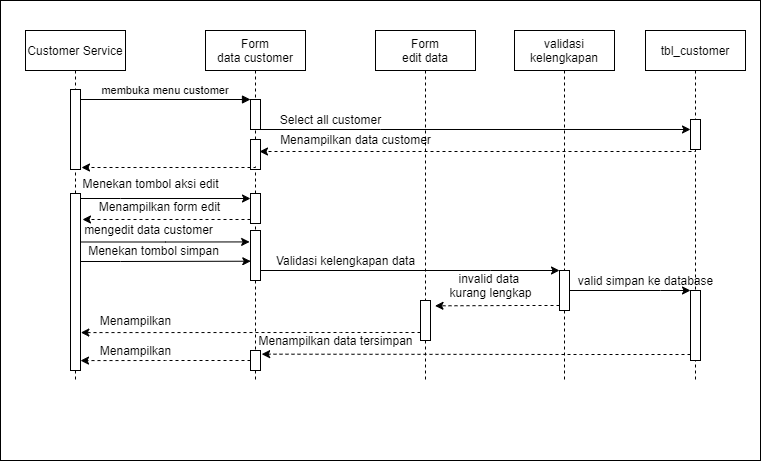 Customer Service
Form
data customer
Form
edit data
validasi
kelengkapan
tbl_customer
membuka menu customer
Select all customer
Menampilkan data customer
Menekan tombol aksi edit
Menampilkan form edit
mengedit data customer
Menekan tombol simpan
Validasi kelengkapan data
invalid data
kurang lengkap
valid simpan ke database
Menampilkan
Menampilkan data tersimpan
Menampilkan